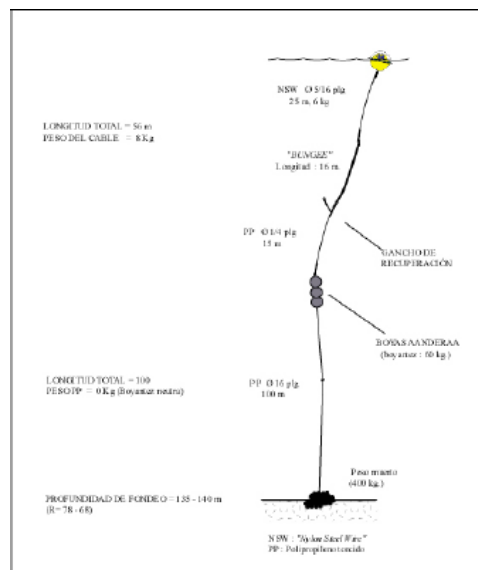 NSW Ø 5/16 plg
25 m, 6 kg
LONGITUD TOTAL = 56 m
PESO DEL CABLE = 8 Kg
"BUNGEE"
Longitud : 16 m
PP Ø 1/4 plg
15 m
GANCHO DE
RECUPERACIÓN
BOYAS AANDERAA
(boyantez : 60 kg.)
LONGITUD TOTAL = 100
PESO PP = 0 Kg (Boyantez neutra)
PP Ø 16 plg
100 m
Peso muerto
(400 kg.)
PROFUNDIDAD DE FONDEO = 135 - 140 m
(R= 78 - 68)
NSW : "Nylon Steel Wire"
PP : Polipropileno torcido